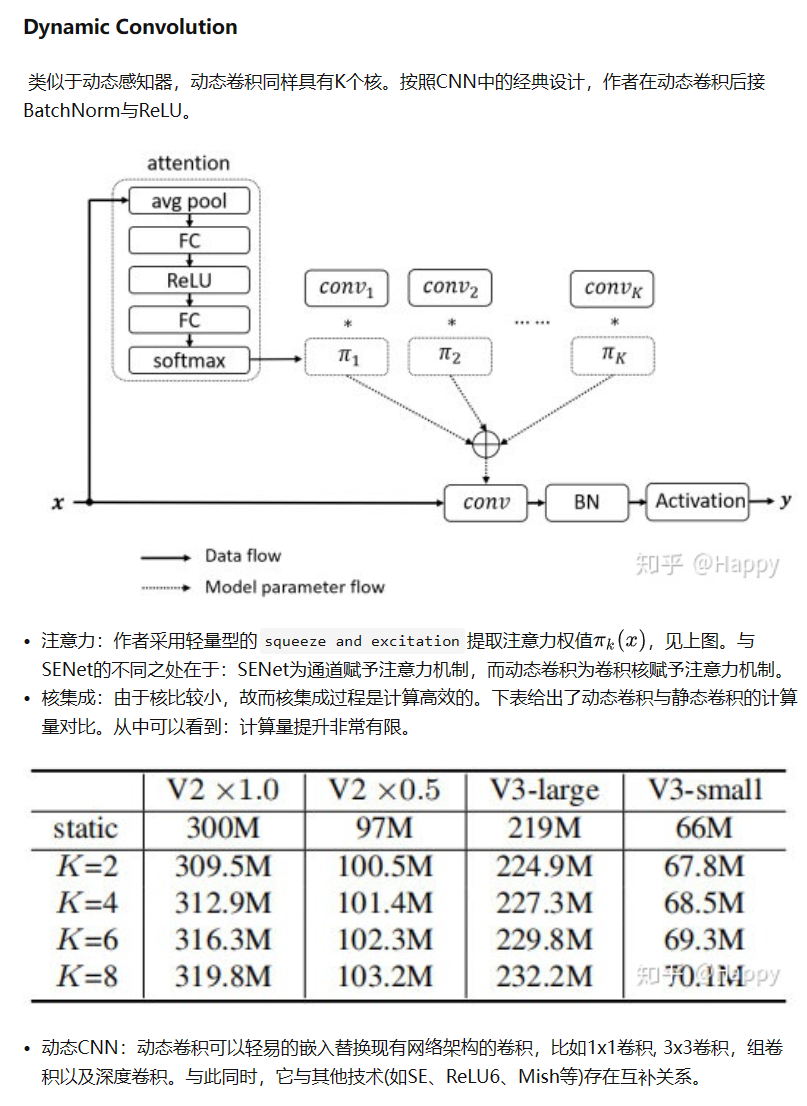 Dynamic Convolution
类似于动态感知器，动态卷积同样具有K个核。按照CNN中的经典设计，作者在动态卷积后接
BatchNorm与ReLU。
attention
avg pool
FC
ReLU
FC
softmax
conv₁ conv₂ conv_K
* * …… *
π₁ π₂ π_K
x conv BN Activation y
Data flow
知乎 @Happy
Model parameter flow
• 注意力：作者采用轻量型的 squeeze and excitation 提取注意力权值πₖ(x)，见上图。与
SENet的不同之处在于：SENet为通道赋予注意力机制，而动态卷积为卷积核赋予注意力机制。
• 核集成：由于核比较小，故而核集成过程是计算高效的。下表给出了动态卷积与静态卷积的计算
量对比。从中可以看到：计算量提升非常有限。
V2 ×1.0 V2 ×0.5 V3-large V3-small
static 300M 97M 219M 66M
K=2 309.5M 100.5M 224.9M 67.8M
K=4 312.9M 101.4M 227.3M 68.5M
K=6 316.3M 102.3M 229.8M 69.3M
K=8 319.8M 103.2M 232.2M 70.1M
知乎 @Happy
• 动态CNN：动态卷积可以轻易的嵌入替换现有网络架构的卷积，比如1x1卷积, 3x3卷积，组卷
积以及深度卷积。与此同时，它与其他技术(如SE、ReLU6、Mish等)存在互补关系。